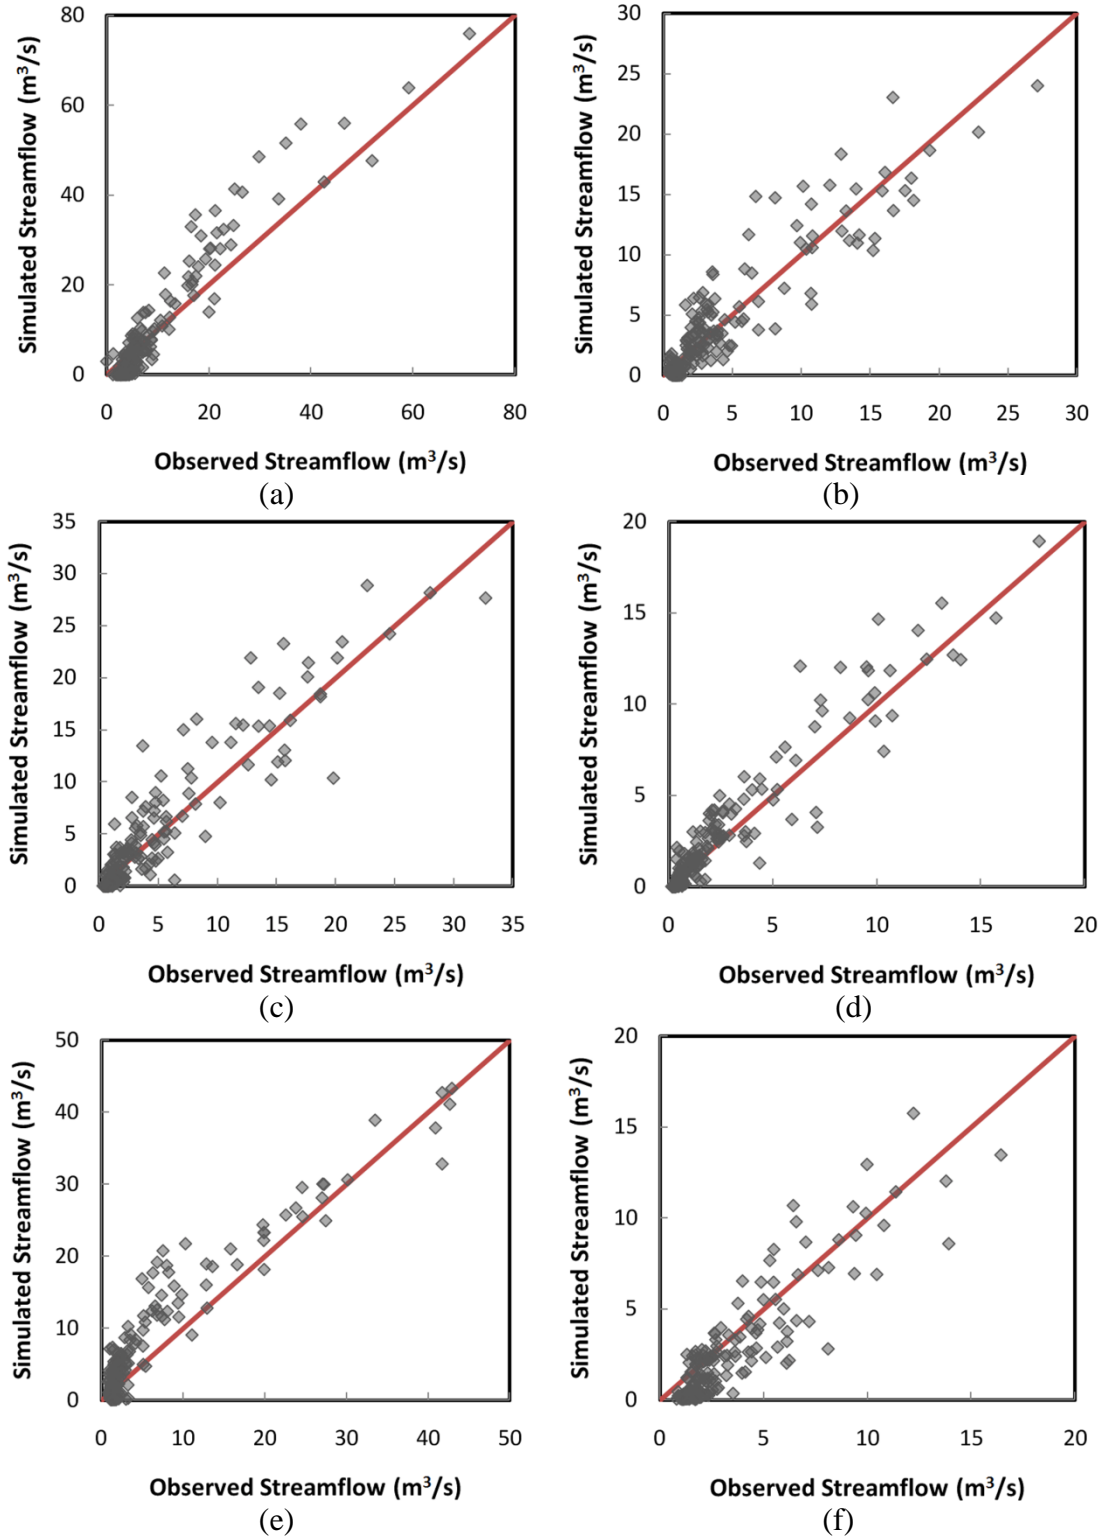 80
60
40
20
0
Simulated Streamflow (m³/s)
0 20 40 60 80
Observed Streamflow (m³/s)
(a)
30
25
20
15
10
5
0
Simulated Streamflow (m³/s)
0 5 10 15 20 25 30
Observed Streamflow (m³/s)
(b)
35
30
25
20
15
10
5
0
Simulated Streamflow (m³/s)
0 5 10 15 20 25 30 35
Observed Streamflow (m³/s)
(c)
20
15
10
5
0
Simulated Streamflow (m³/s)
0 5 10 15 20
Observed Streamflow (m³/s)
(d)
50
40
30
20
10
0
Simulated Streamflow (m³/s)
0 10 20 30 40 50
Observed Streamflow (m³/s)
(e)
20
15
10
5
0
Simulated Streamflow (m³/s)
0 5 10 15 20
Observed Streamflow (m³/s)
(f)